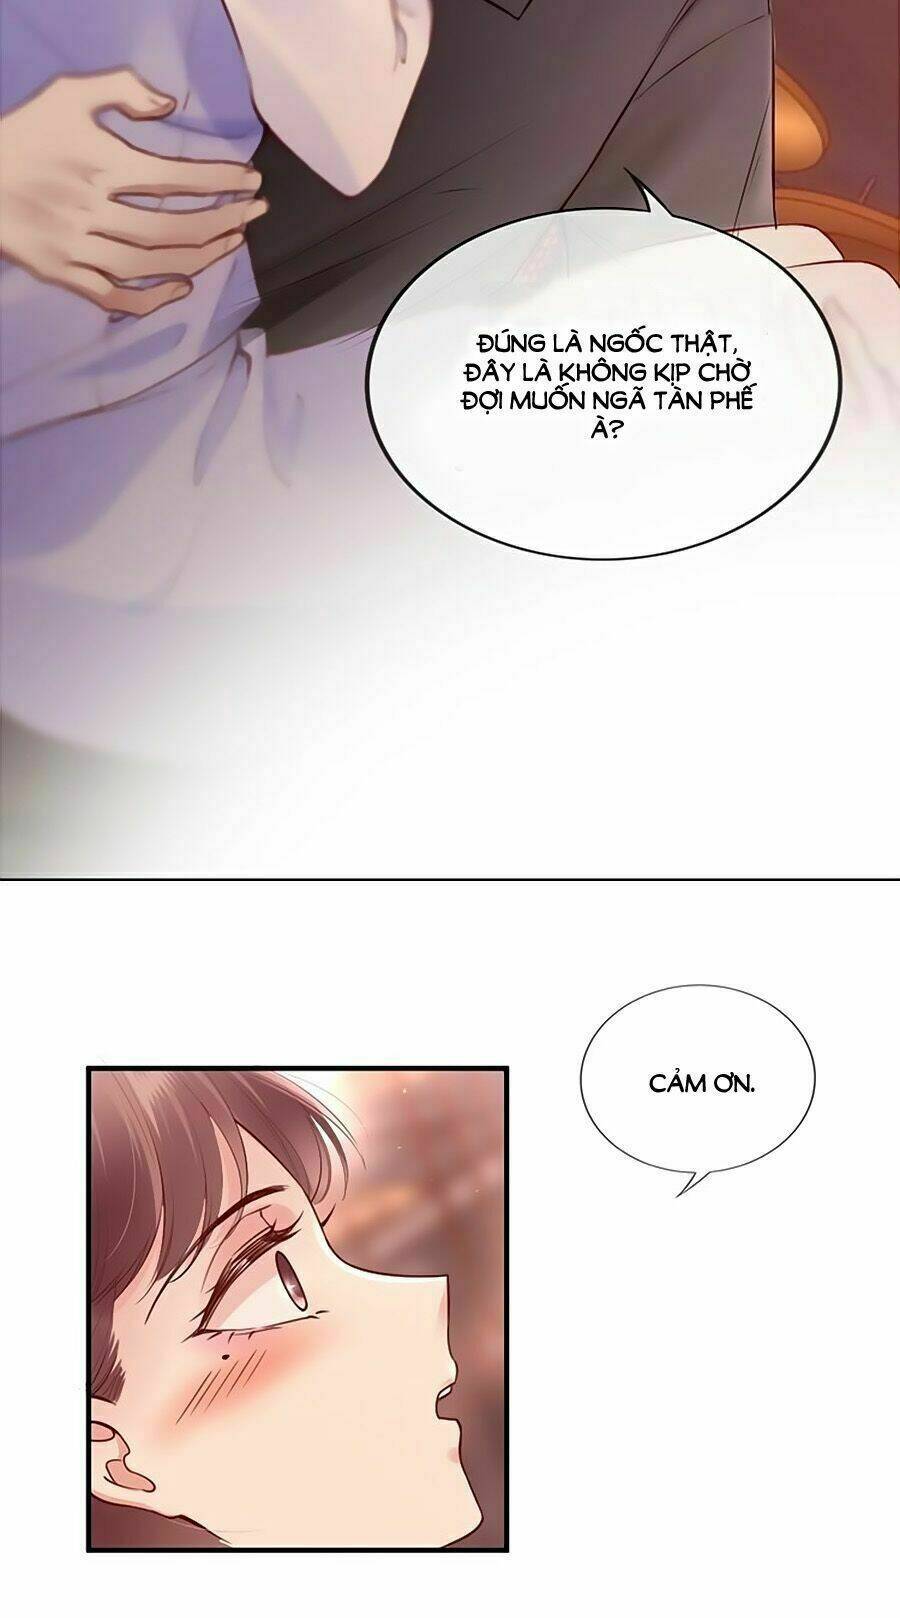 ĐÚNG LÀ NGỐC THẬT,
ĐÂY LÀ KHÔNG KỊP CHỜ
ĐỢI MUỐN NGÃ TÀN PHẾ
À?
CẢM ƠN.